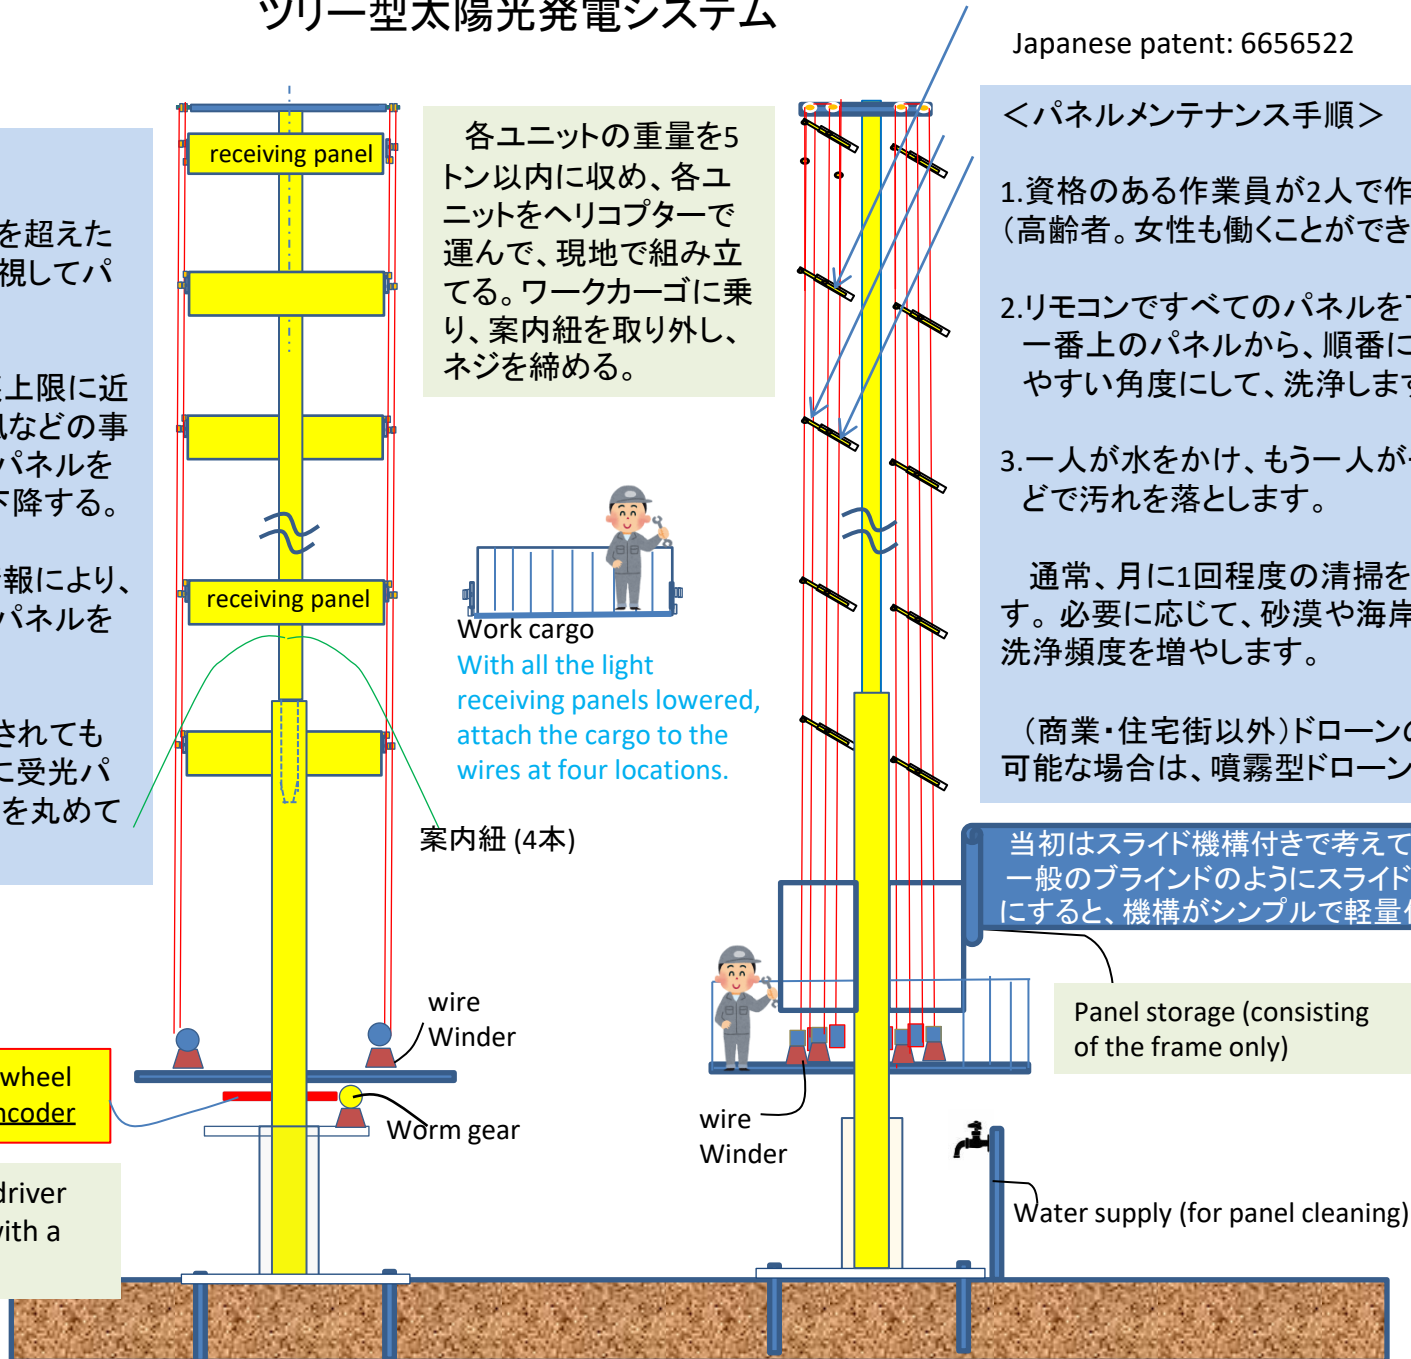 ツリー型太陽光発電システム
Japanese patent: 6656522
を超えた
視してパ
上限に近
などの事
パネルを
下降する。
報により、
パネルを
されても
に受光パ
を丸めて
receiving panel
receiving panel
各ユニットの重量を5
トン以内に収め、各ユ
ニットをヘリコプターで
運んで、現地で組み立
てる。ワークカーゴに乗
り、案内紐を取り外し、
ネジを締める。
Work cargo
With all the light
receiving panels lowered,
attach the cargo to the
wires at four locations.
案内紐 (4本)
wire
Winder
Worm gear
wheel
ncoder
driver
with a
＜パネルメンテナンス手順＞
1.資格のある作業員が2人で作
（高齢者。女性も働くことができ
2.リモコンですべてのパネルを
一番上のパネルから、順番に
やすい角度にして、洗浄します
3.一人が水をかけ、もう一人が
どで汚れを落とします。
通常、月に1回程度の清掃を
す。必要に応じて、砂漠や海岸
洗浄頻度を増やします。
（商業・住宅街以外）ドローンの
可能な場合は、噴霧型ドローン
当初はスライド機構付きで考えて
一般のブラインドのようにスライド
にすると、機構がシンプルで軽量
Panel storage (consisting
of the frame only)
wire
Winder
Water supply (for panel cleaning)